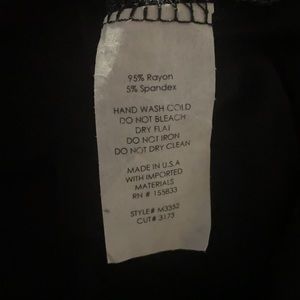 95% Rayon
5% Spandex
HAND WASH COLD
DO NOT BLEACH
DRY FLAT
DO NOT IRON
DO NOT DRY CLEAN
MADE IN U.S.A
WITH IMPORTED
MATERIALS
RN # 155833
STYLE# M3352
CUT# 3173